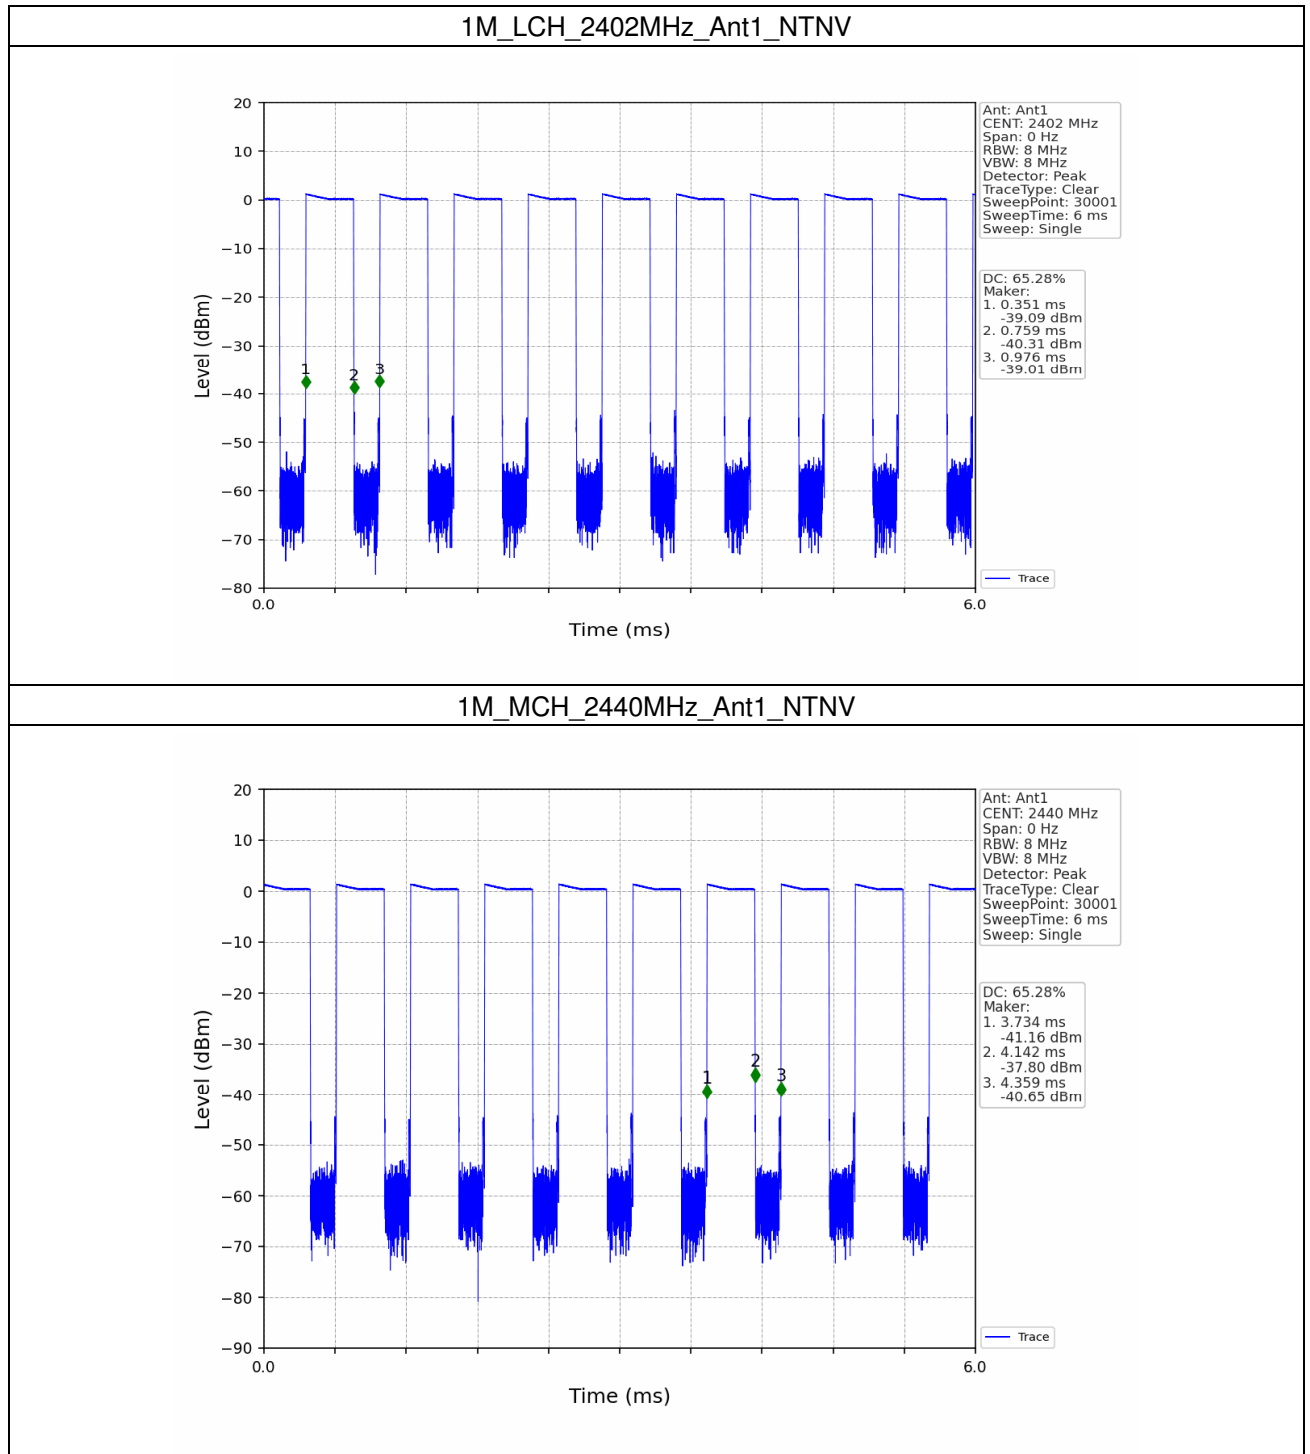 1M_LCH_2402MHz_Ant1_NTNV
20
10
0
−10
−20
−30
−40
−50
−60
−70
−80
Level (dBm)
0.0
6.0
Time (ms)
1
2
3
Ant: Ant1
CENT: 2402 MHz
Span: 0 Hz
RBW: 8 MHz
VBW: 8 MHz
Detector: Peak
TraceType: Clear
SweepPoint: 30001
SweepTime: 6 ms
Sweep: Single
DC: 65.28%
Maker:
1. 0.351 ms
-39.09 dBm
2. 0.759 ms
-40.31 dBm
3. 0.976 ms
-39.01 dBm
Trace
1M_MCH_2440MHz_Ant1_NTNV
20
10
0
−10
−20
−30
−40
−50
−60
−70
−80
−90
Level (dBm)
0.0
6.0
Time (ms)
1
2
3
Ant: Ant1
CENT: 2440 MHz
Span: 0 Hz
RBW: 8 MHz
VBW: 8 MHz
Detector: Peak
TraceType: Clear
SweepPoint: 30001
SweepTime: 6 ms
Sweep: Single
DC: 65.28%
Maker:
1. 3.734 ms
-41.16 dBm
2. 4.142 ms
-37.80 dBm
3. 4.359 ms
-40.65 dBm
Trace